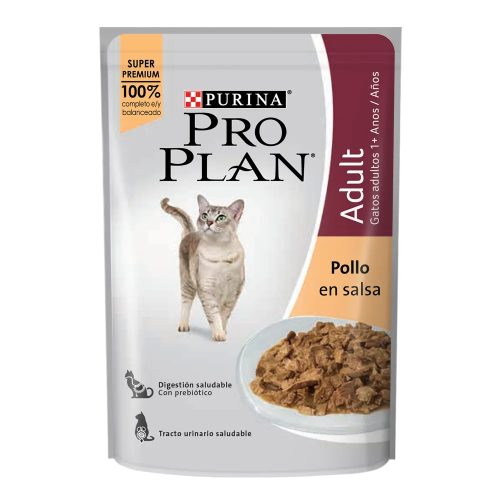 SUPER
PREMIUM
100%
completo e/y
balanceado
PURINA®
PRO
PLAN®
Adult
Gatos adultos 1+ Anos / Años
Pollo
en salsa
Digestión saludable
Con prebiótico
Tracto urinario saludable